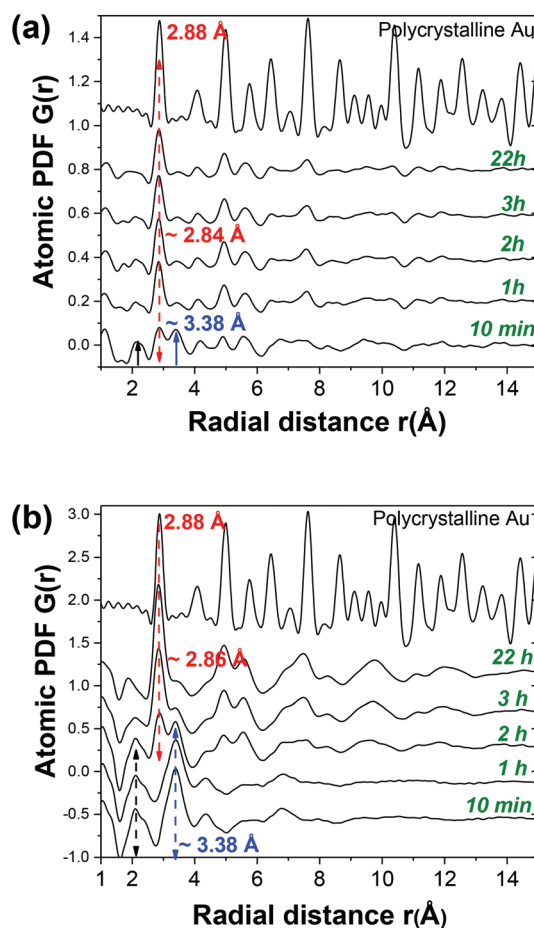 (a)
Polycrystalline Au
2.88 Å
1.4
1.2
1.0
0.8
0.6
0.4
0.2
0.0
Atomic PDF G(r)
22h
3h
~ 2.84 Å
2h
1h
~ 3.38 Å
10 min
2 4 6 8 10 12 14
Radial distance r(Å)
(b)
Polycrystalline Au
2.88 Å
3.0
2.5
2.0
1.5
1.0
0.5
0.0
-0.5
-1.0
Atomic PDF G(r)
22 h
~ 2.86 Å
3 h
2 h
1 h
10 min
~ 3.38 Å
1 2 4 6 8 10 12 14
Radial distance r(Å)